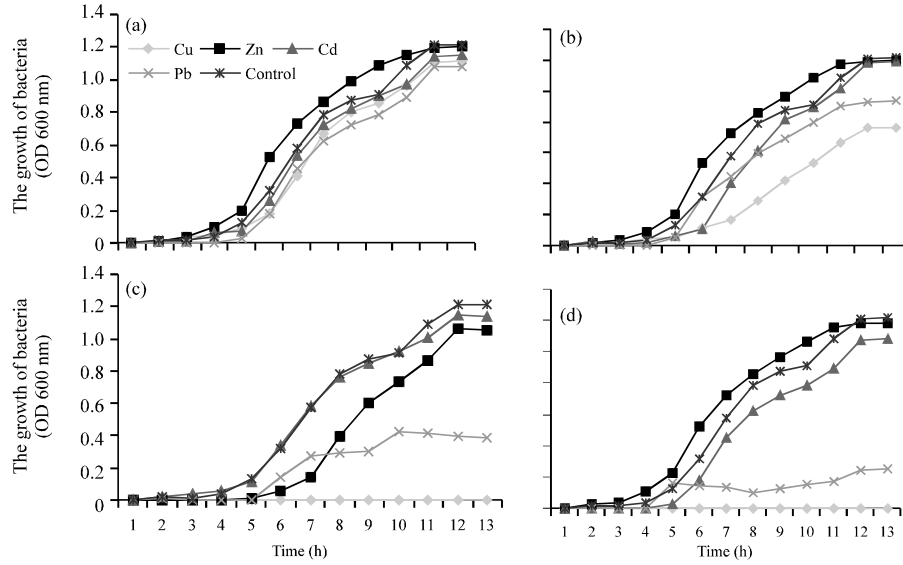 (a)
Cu Zn Cd
Pb Control
The growth of bacteria
(OD 600 nm)
1.4
1.2
1.0
0.8
0.6
0.4
0.2
0
(b)
(c)
The growth of bacteria
(OD 600 nm)
1.4
1.2
1.0
0.8
0.6
0.4
0.2
0
1 2 3 4 5 6 7 8 9 10 11 12 13
Time (h)
(d)
1 2 3 4 5 6 7 8 9 10 11 12 13
Time (h)